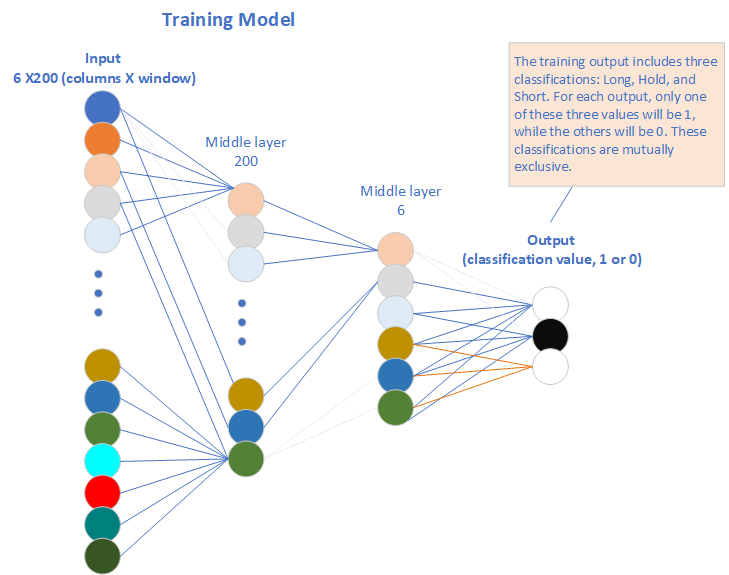 Training Model
Input
6 X200 (columns X window)
Middle layer
200
Middle layer
6
The training output includes three
classifications: Long, Hold, and
Short. For each output, only one
of these three values will be 1,
while the others will be 0. These
classifications are mutually
exclusive.
Output
(classification value, 1 or 0)